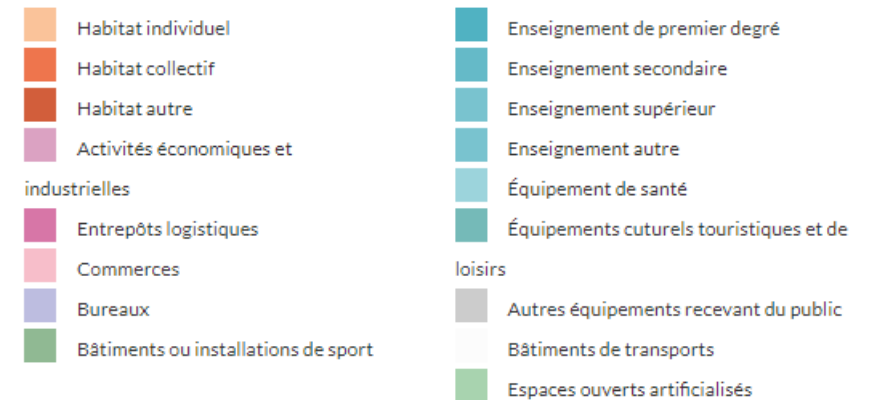 Habitat individuel
Habitat collectif
Habitat autre
Activités économiques et
industrielles
Entrepôts logistiques
Commerces
Bureaux
Bâtiments ou installations de sport
Enseignement de premier degré
Enseignement secondaire
Enseignement supérieur
Enseignement autre
Équipement de santé
Équipements cuturels touristiques et de
loisirs
Autres équipements recevant du public
Bâtiments de transports
Espaces ouverts artificialisés